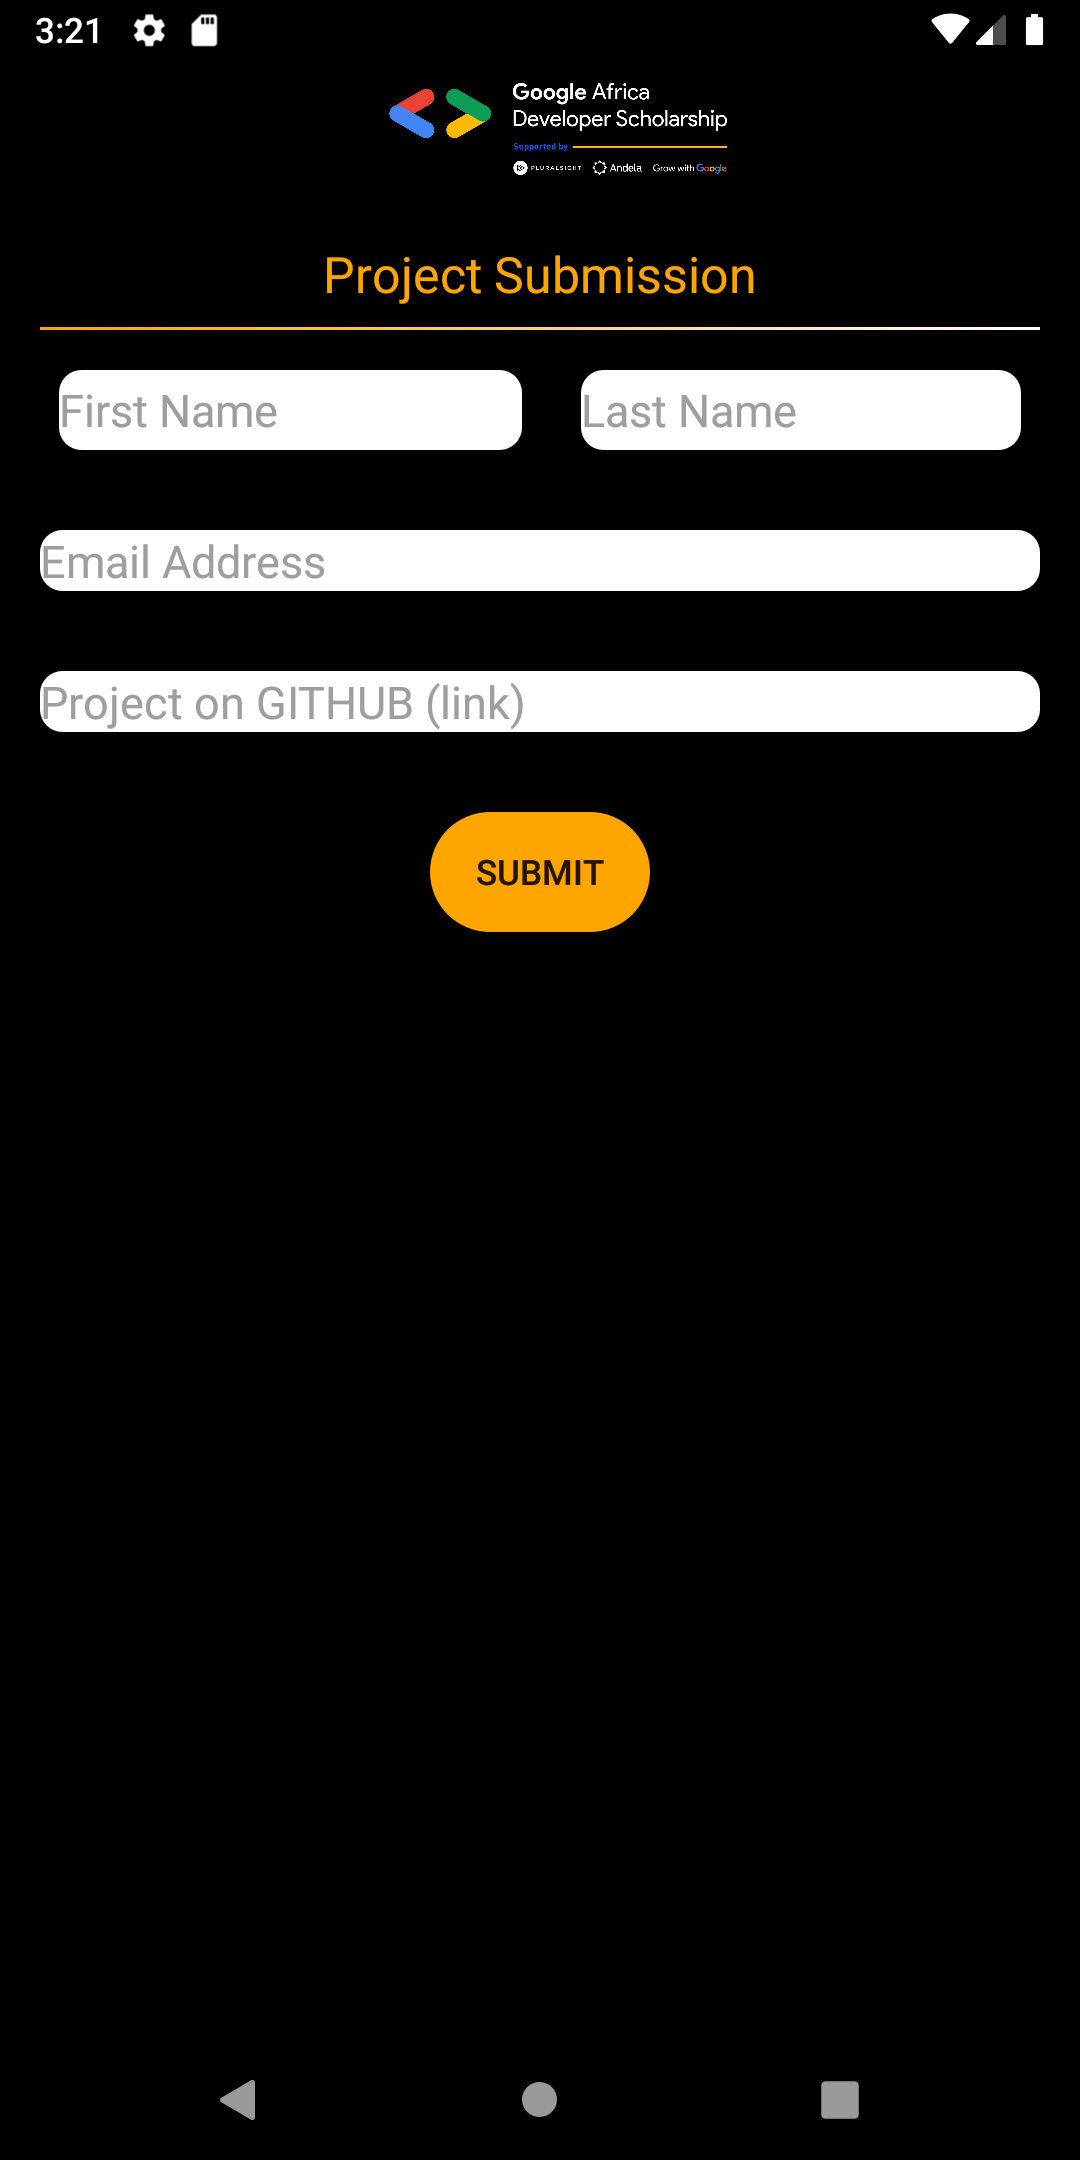 3:21
Google Africa
Developer Scholarship
Supported by
PLURALSIGHT Andela Grow with Google
Project Submission
First Name Last Name
Email Address
Project on GITHUB (link)
SUBMIT